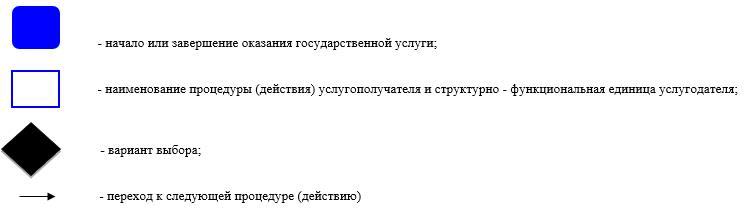 - начало или завершение оказания государственной услуги;
- наименование процедуры (действия) услугополучателя и структурно - функциональная единица услугодателя;
- вариант выбора;
- переход к следующей процедуре (действию)